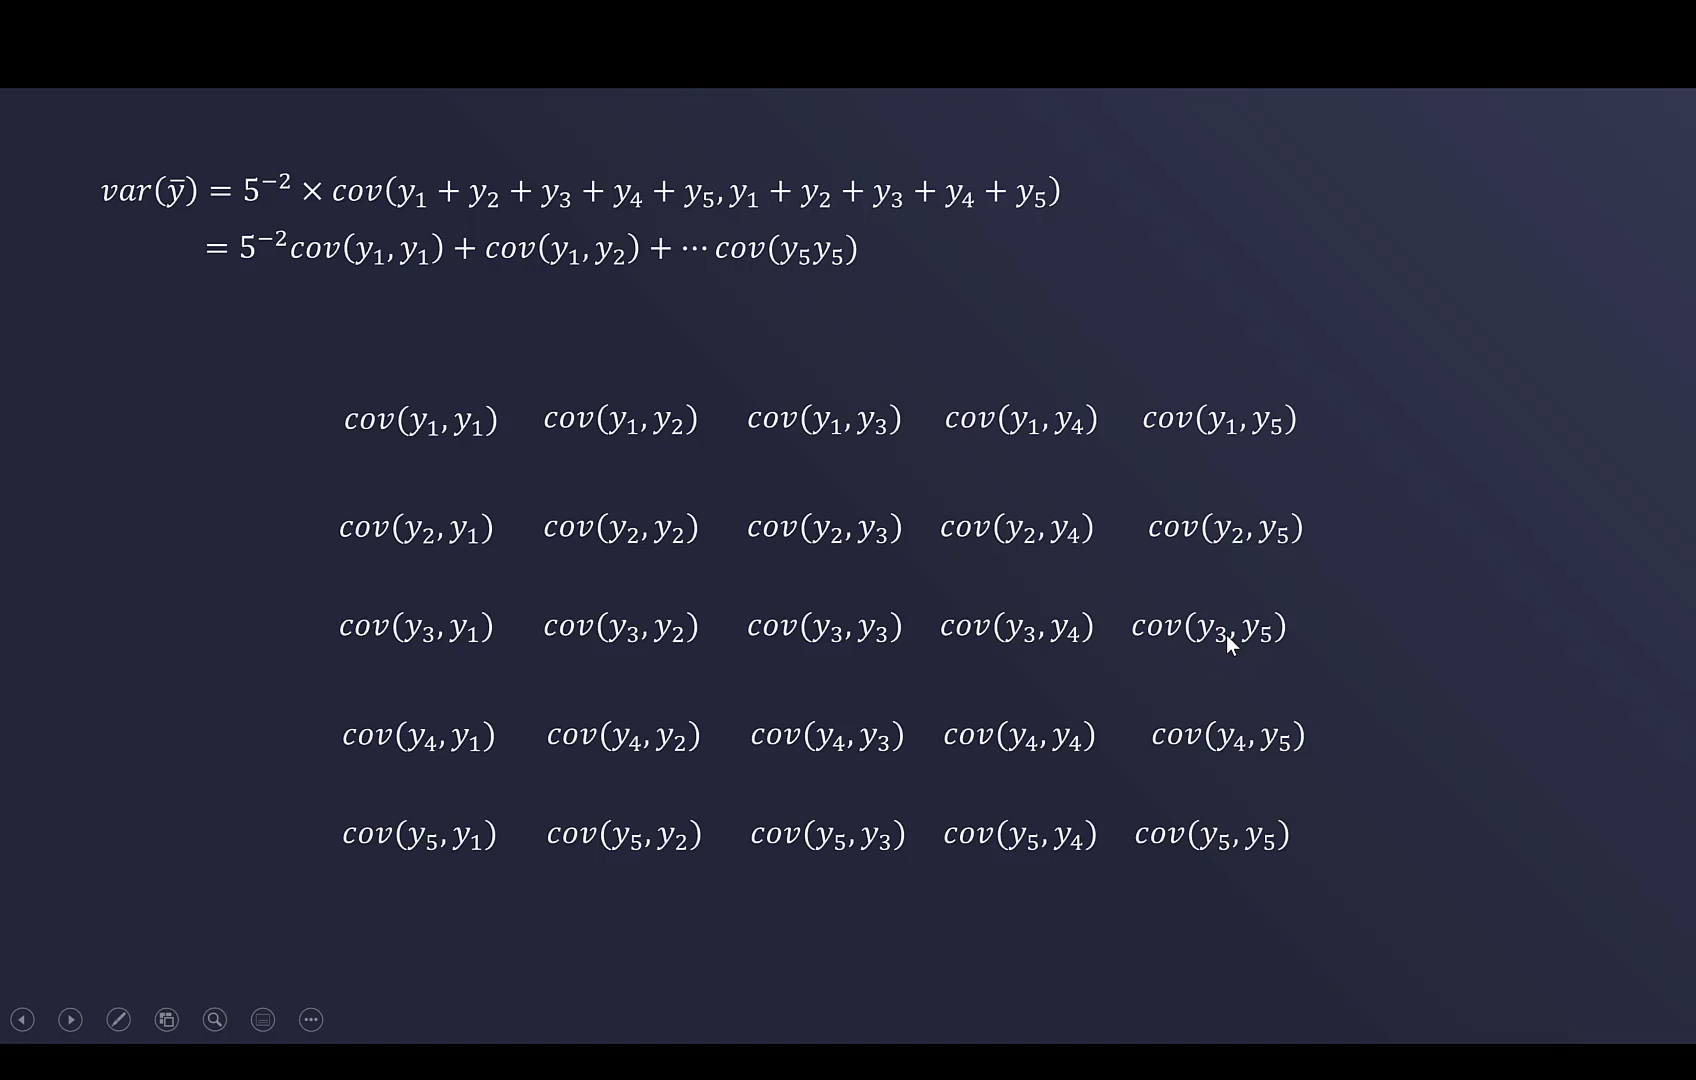 var(ȳ) = 5⁻² × cov(y₁ + y₂ + y₃ + y₄ + y₅, y₁ + y₂ + y₃ + y₄ + y₅)
= 5⁻²cov(y₁, y₁) + cov(y₁, y₂) + ⋯ cov(y₅y₅)
cov(y₁, y₁) cov(y₁, y₂) cov(y₁, y₃) cov(y₁, y₄) cov(y₁, y₅)
cov(y₂, y₁) cov(y₂, y₂) cov(y₂, y₃) cov(y₂, y₄) cov(y₂, y₅)
cov(y₃, y₁) cov(y₃, y₂) cov(y₃, y₃) cov(y₃, y₄) cov(y₃, y₅)
cov(y₄, y₁) cov(y₄, y₂) cov(y₄, y₃) cov(y₄, y₄) cov(y₄, y₅)
cov(y₅, y₁) cov(y₅, y₂) cov(y₅, y₃) cov(y₅, y₄) cov(y₅, y₅)